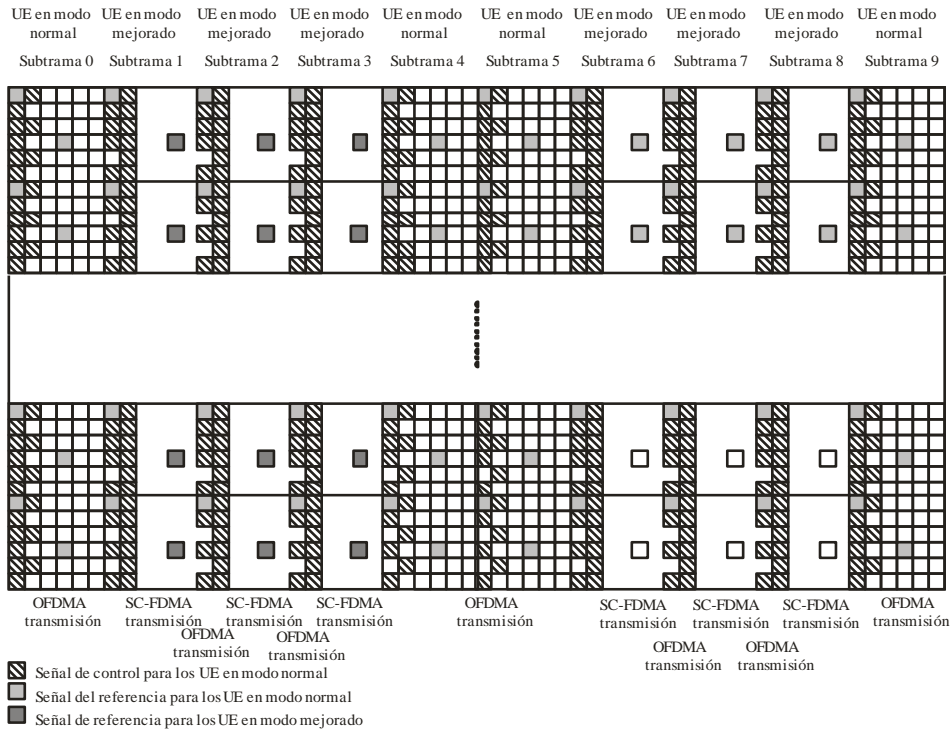 UE en modo normal
UE en modo mejorado
UE en modo mejorado
UE en modo mejorado
UE en modo normal
UE en modo normal
UE en modo mejorado
UE en modo mejorado
UE en modo mejorado
UE en modo normal
Subtrama 0
Subtrama 1
Subtrama 2
Subtrama 3
Subtrama 4
Subtrama 5
Subtrama 6
Subtrama 7
Subtrama 8
Subtrama 9
OFDMA transmisión
SC-FDMA transmisión
OFDMA transmisión
SC-FDMA transmisión
OFDMA transmisión
SC-FDMA transmisión
OFDMA transmisión
SC-FDMA transmisión
OFDMA transmisión
SC-FDMA transmisión
OFDMA transmisión
SC-FDMA transmisión
OFDMA transmisión
Señal de control para los UE en modo normal
Señal del referencia para los UE en modo normal
Señal de referencia para los UE en modo mejorado